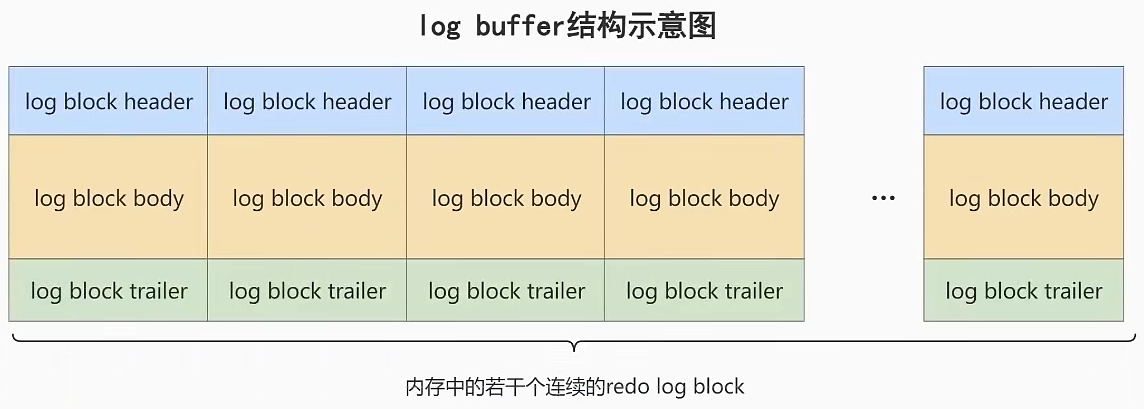 log buffer结构示意图
log block header log block header log block header log block header log block header
log block body log block body log block body log block body ... log block body
log block trailer log block trailer log block trailer log block trailer log block trailer
内存中的若干个连续的redo log block